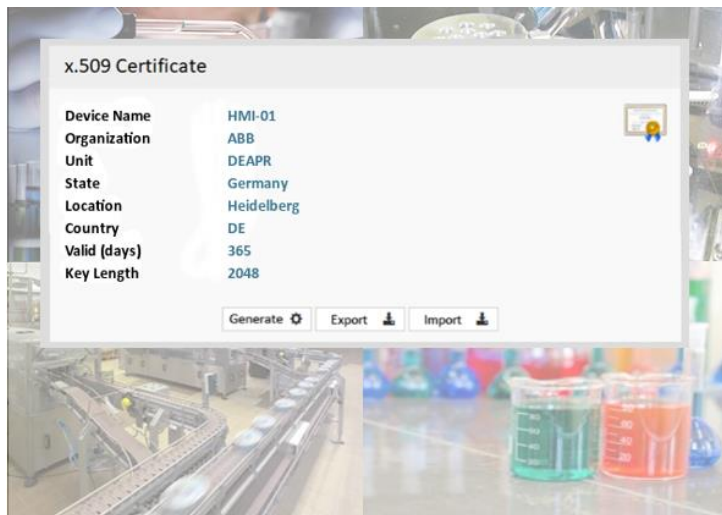 x.509 Certificate
Device Name HMI-01
Organization ABB
Unit DEAPR
State Germany
Location Heidelberg
Country DE
Valid (days) 365
Key Length 2048
Generate Export Import